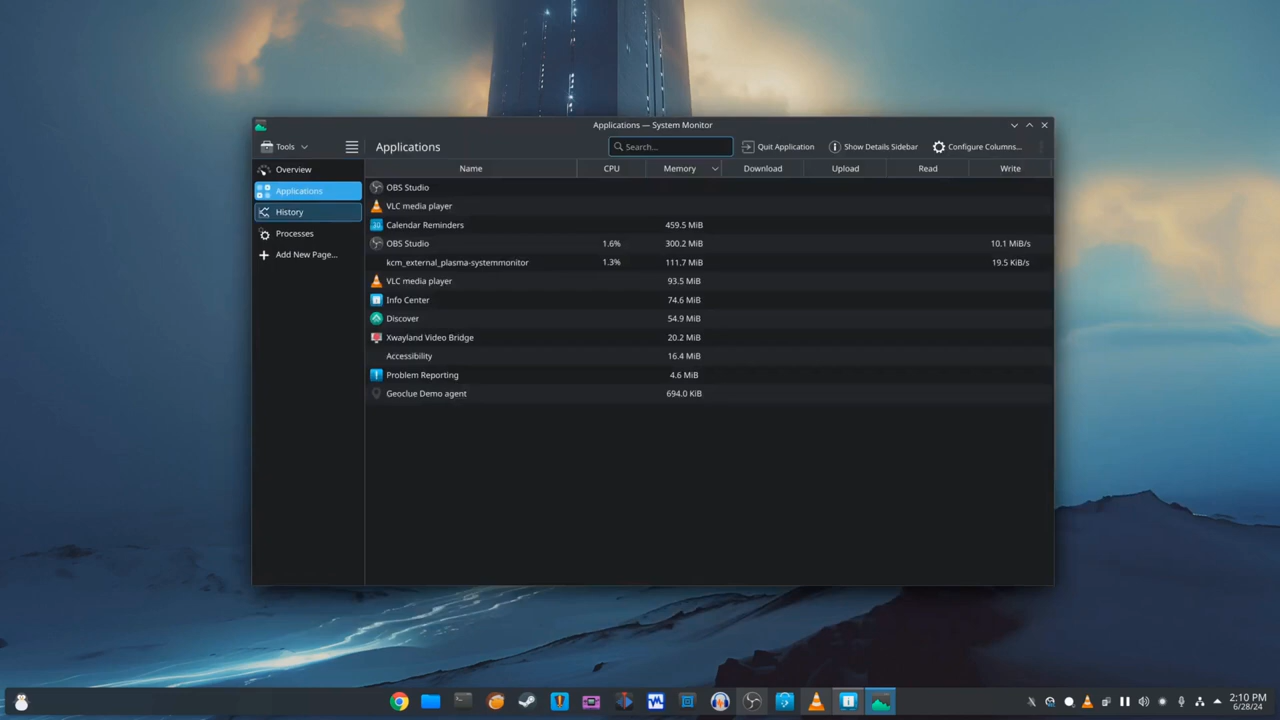 Applications — System Monitor
Tools
Applications
Search...
Quit Application
Show Details Sidebar
Configure Columns...
Overview
Applications
History
Processes
Add New Page...
Name CPU Memory Download Upload Read Write
OBS Studio
VLC media player
Calendar Reminders 459.5 MiB
OBS Studio 1.6% 300.2 MiB 10.1 MiB/s
kcm_external_plasma-systemmonitor 1.3% 111.7 MiB 19.5 KiB/s
VLC media player 93.5 MiB
Info Center 74.6 MiB
Discover 54.9 MiB
Xwayland Video Bridge 20.2 MiB
Accessibility 16.4 MiB
Problem Reporting 4.6 MiB
Geoclue Demo agent 694.0 KiB
2:10 PM
6/28/24